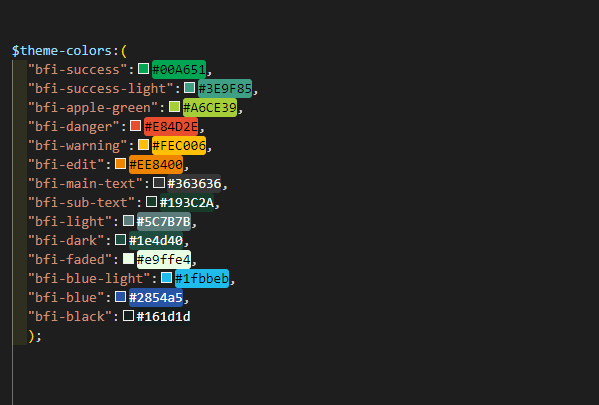 $theme-colors:(
"bfi-success":#00A651,
"bfi-success-light":#3E9F85,
"bfi-apple-green":#A6CE39,
"bfi-danger":#E84D2E,
"bfi-warning":#FEC006,
"bfi-edit":#EE8400,
"bfi-main-text":#363636,
"bfi-sub-text":#193C2A,
"bfi-light":#5C7B7B,
"bfi-dark":#1e4d40,
"bfi-faded":#e9ffe4,
"bfi-blue-light":#1fbbeb,
"bfi-blue":#2854a5,
"bfi-black":#161d1d
);